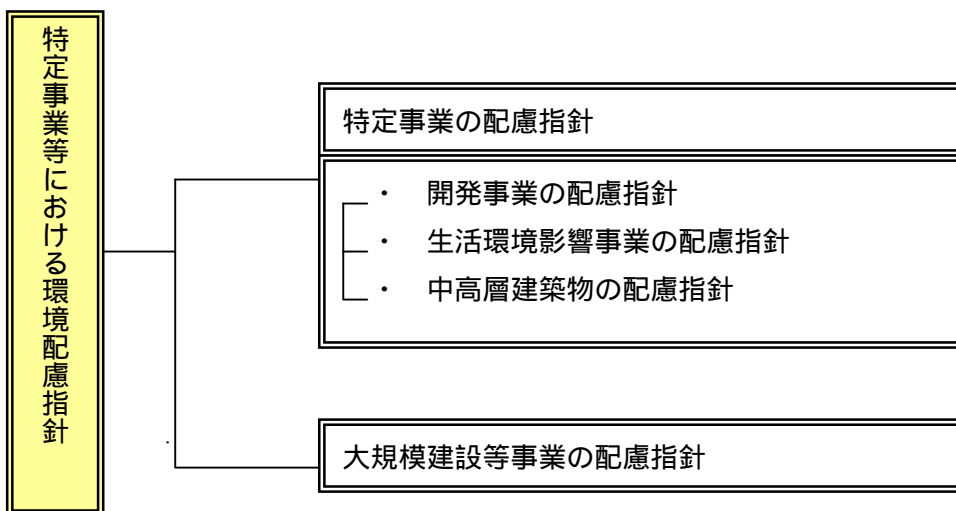 特定事業等における環境配慮指針
特定事業の配慮指針
・ 開発事業の配慮指針
・ 生活環境影響事業の配慮指針
・ 中高層建築物の配慮指針
大規模建設等事業の配慮指針